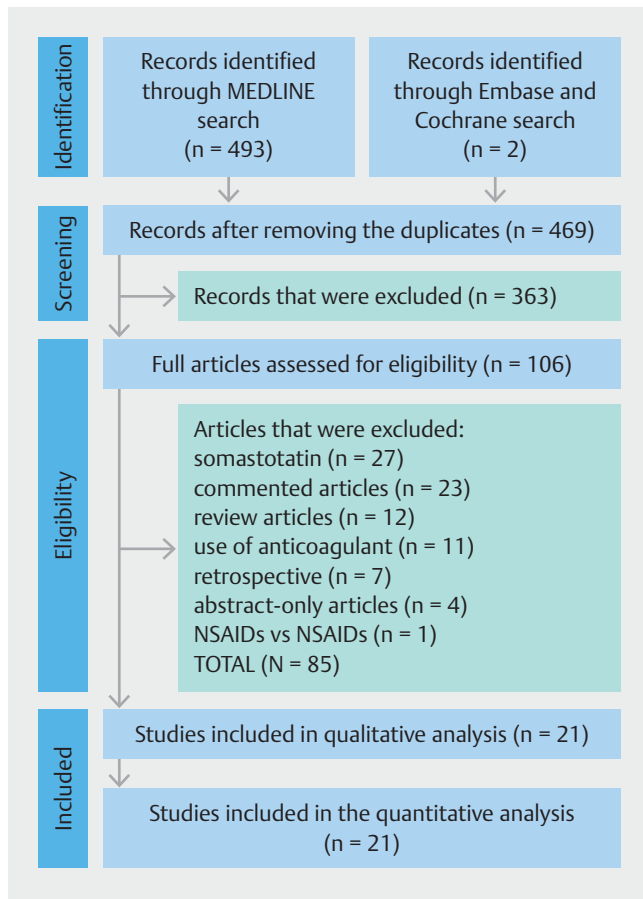 Identification
Records identified
through MEDLINE
search
(n = 493)
Records identified
through Embase and
Cochrane search
(n = 2)
Screening
Records after removing the duplicates (n = 469)
Records that were excluded (n = 363)
Eligibility
Full articles assessed for eligibility (n = 106)
Articles that were excluded:
somastotatin (n = 27)
commented articles (n = 23)
review articles (n = 12)
use of anticoagulant (n = 11)
retrospective (n = 7)
abstract-only articles (n = 4)
NSAIDs vs NSAIDs (n = 1)
TOTAL (N = 85)
Included
Studies included in qualitative analysis (n = 21)
Studies included in the quantitative analysis
(n = 21)